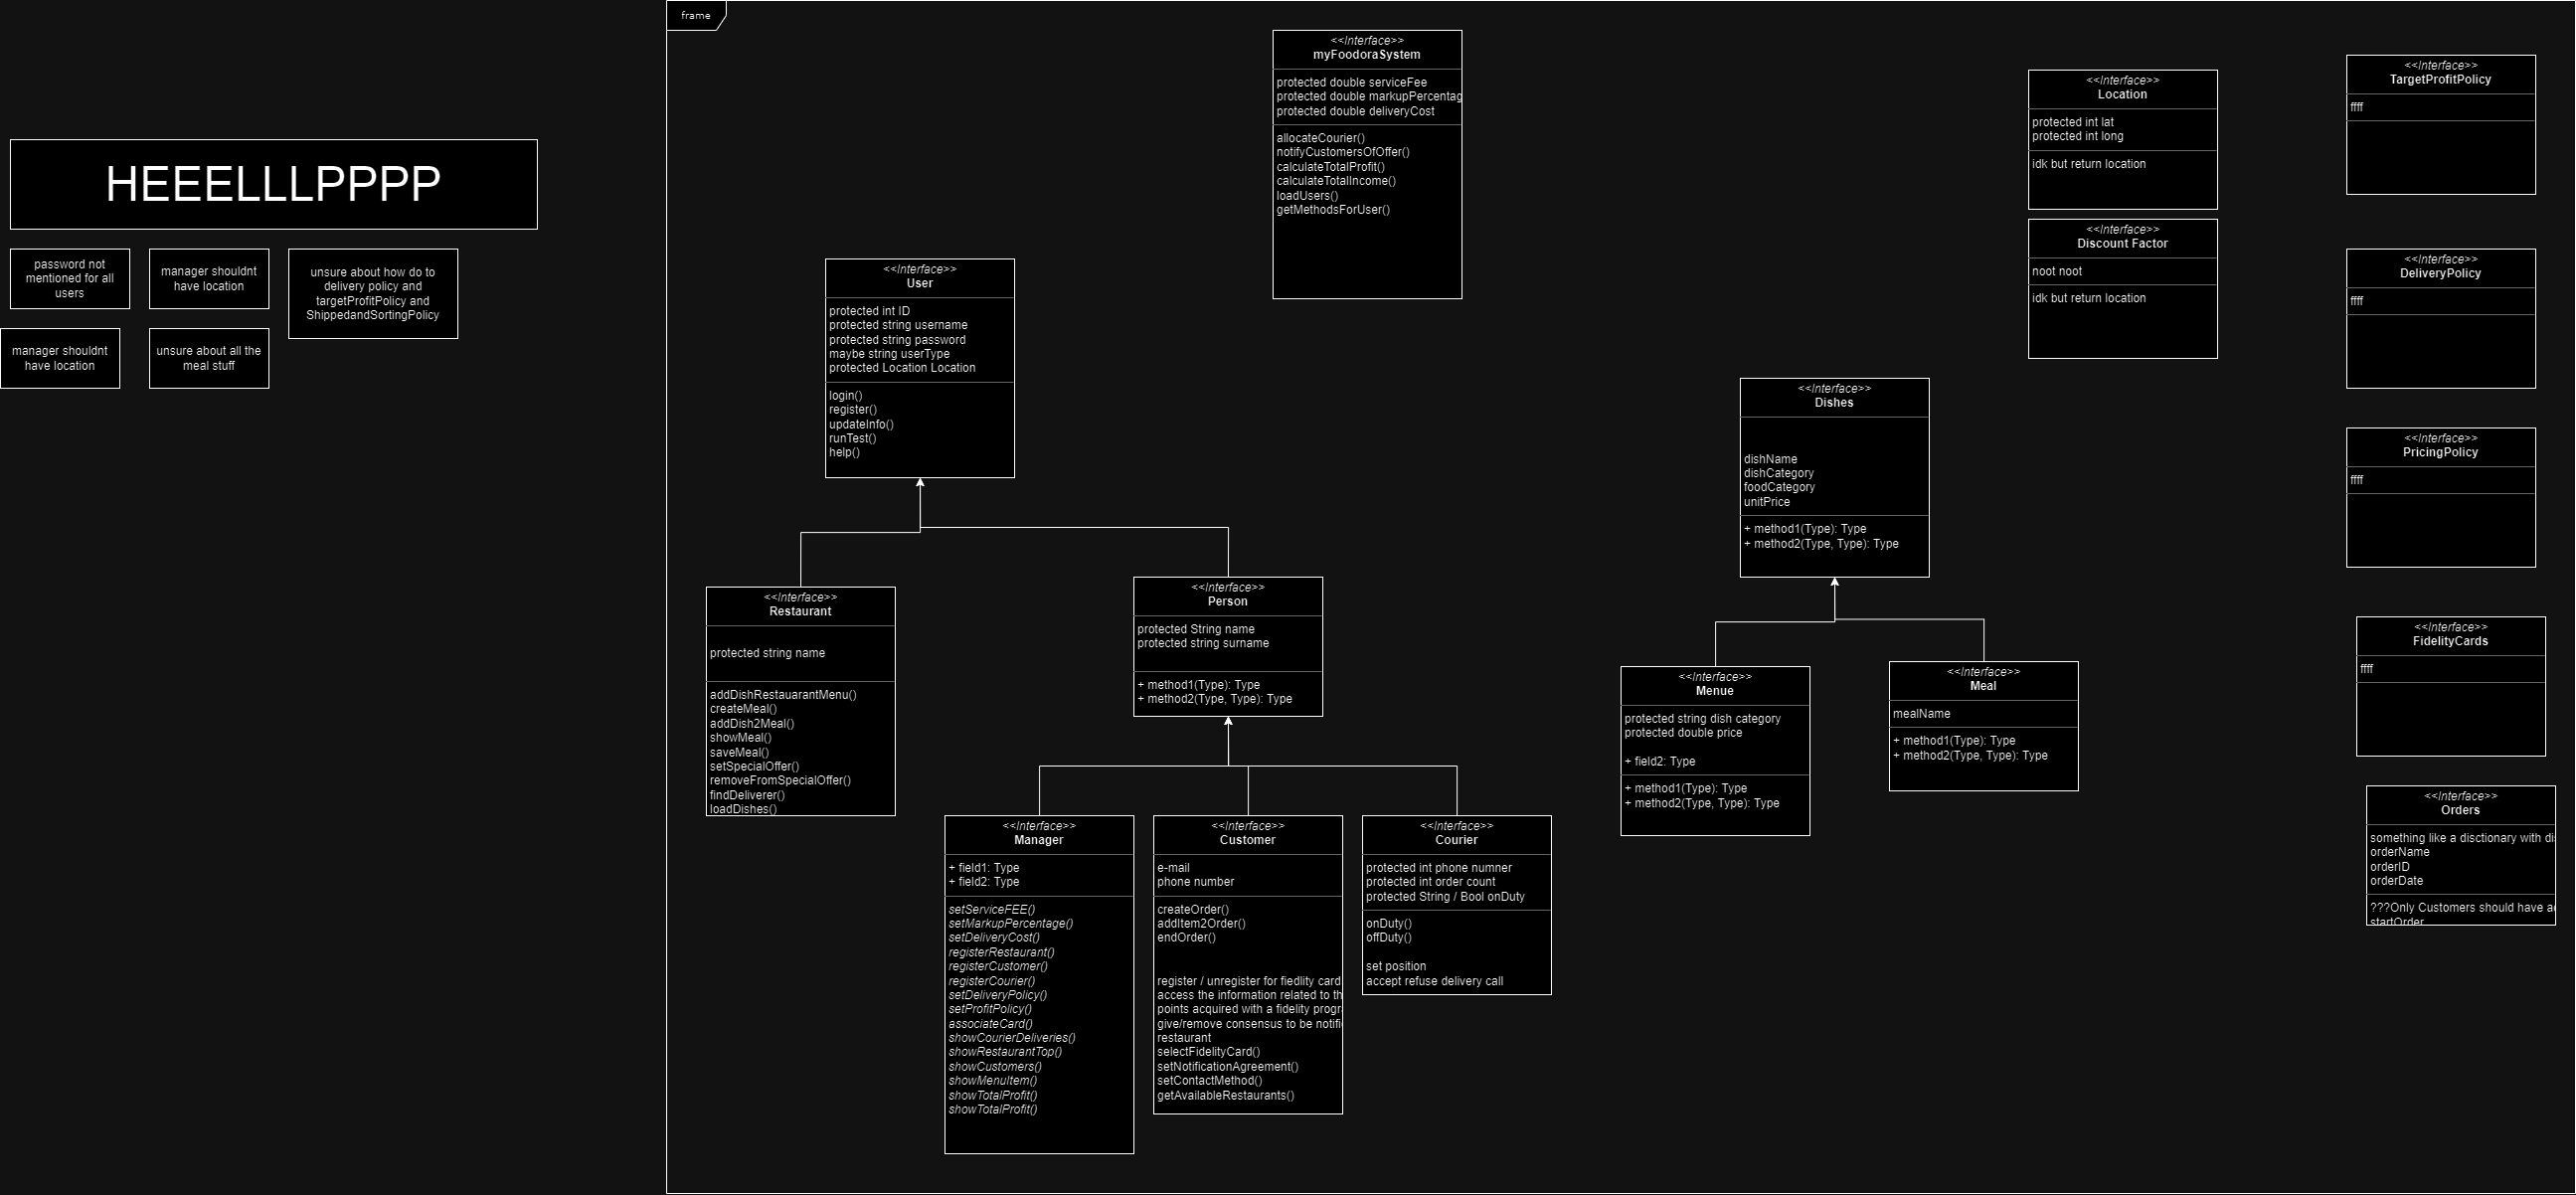 frame
HEEELLLPPPP
password not
mentioned for all
users
manager shouldnt
have location
unsure about how do to
delivery policy and
targetProfitPolicy and
ShippedandSortingPolicy
manager shouldnt
have location
unsure about all the
meal stuff
<<Interface>>
myFoodoraSystem
protected double serviceFee
protected double markupPercentag
protected double deliveryCost
allocateCourier()
notifyCustomersOfOffer()
calculateTotalProfit()
calculateTotalIncome()
loadUsers()
getMethodsForUser()
<<Interface>>
User
protected int ID
protected string username
protected string password
maybe string userType
protected Location Location
login()
register()
updateInfo()
runTest()
help()
<<Interface>>
Restaurant
protected string name
addDishRestauarantMenu()
createMeal()
addDish2Meal()
showMeal()
saveMeal()
setSpecialOffer()
removeFromSpecialOffer()
findDeliverer()
loadDishes()
<<Interface>>
Person
protected String name
protected string surname
+ method1(Type): Type
+ method2(Type, Type): Type
<<Interface>>
Manager
+ field1: Type
+ field2: Type
setServiceFEE()
setMarkupPercentage()
setDeliveryCost()
registerRestaurant()
registerCustomer()
registerCourier()
setDeliveryPolicy()
setProfitPolicy()
associateCard()
showCourierDeliveries()
showRestaurantTop()
showCustomers()
showMenuItem()
showTotalProfit()
showTotalProfit()
<<Interface>>
Customer
e-mail
phone number
createOrder()
addItem2Order()
endOrder()
register / unregister for fiedlity card
access the information related to th
points acquired with a fidelity progr
give/remove consensus to be notifi
restaurant
selectFidelityCard()
setNotificationAgreement()
setContactMethod()
getAvailableRestaurants()
<<Interface>>
Courier
protected int phone numner
protected int order count
protected String / Bool onDuty
onDuty()
offDuty()
set position
accept refuse delivery call
<<Interface>>
Dishes
dishName
dishCategory
foodCategory
unitPrice
+ method1(Type): Type
+ method2(Type, Type): Type
<<Interface>>
Menue
protected string dish category
protected double price
+ field2: Type
+ method1(Type): Type
+ method2(Type, Type): Type
<<Interface>>
Meal
mealName
+ method1(Type): Type
+ method2(Type, Type): Type
<<Interface>>
Location
protected int lat
protected int long
idk but return location
<<Interface>>
Discount Factor
noot noot
idk but return location
<<Interface>>
TargetProfitPolicy
ffff
<<Interface>>
DeliveryPolicy
ffff
<<Interface>>
PricingPolicy
ffff
<<Interface>>
FidelityCards
ffff
<<Interface>>
Orders
something like a disctionary with di
orderName
orderID
orderDate
???Only Customers should have a
startOrder